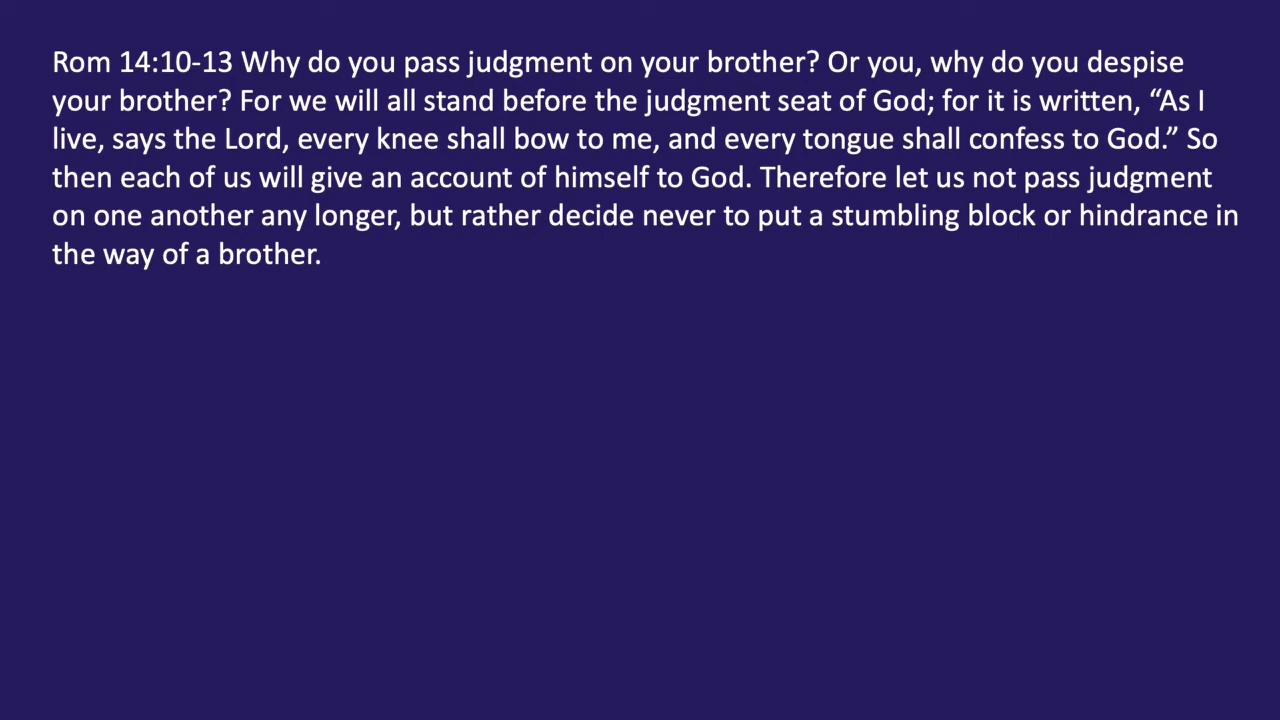 Rom 14:10-13 Why do you pass judgment on your brother? Or you, why do you despise
your brother? For we will all stand before the judgment seat of God; for it is written, “As I
live, says the Lord, every knee shall bow to me, and every tongue shall confess to God.” So
then each of us will give an account of himself to God. Therefore let us not pass judgment
on one another any longer, but rather decide never to put a stumbling block or hindrance in
the way of a brother.